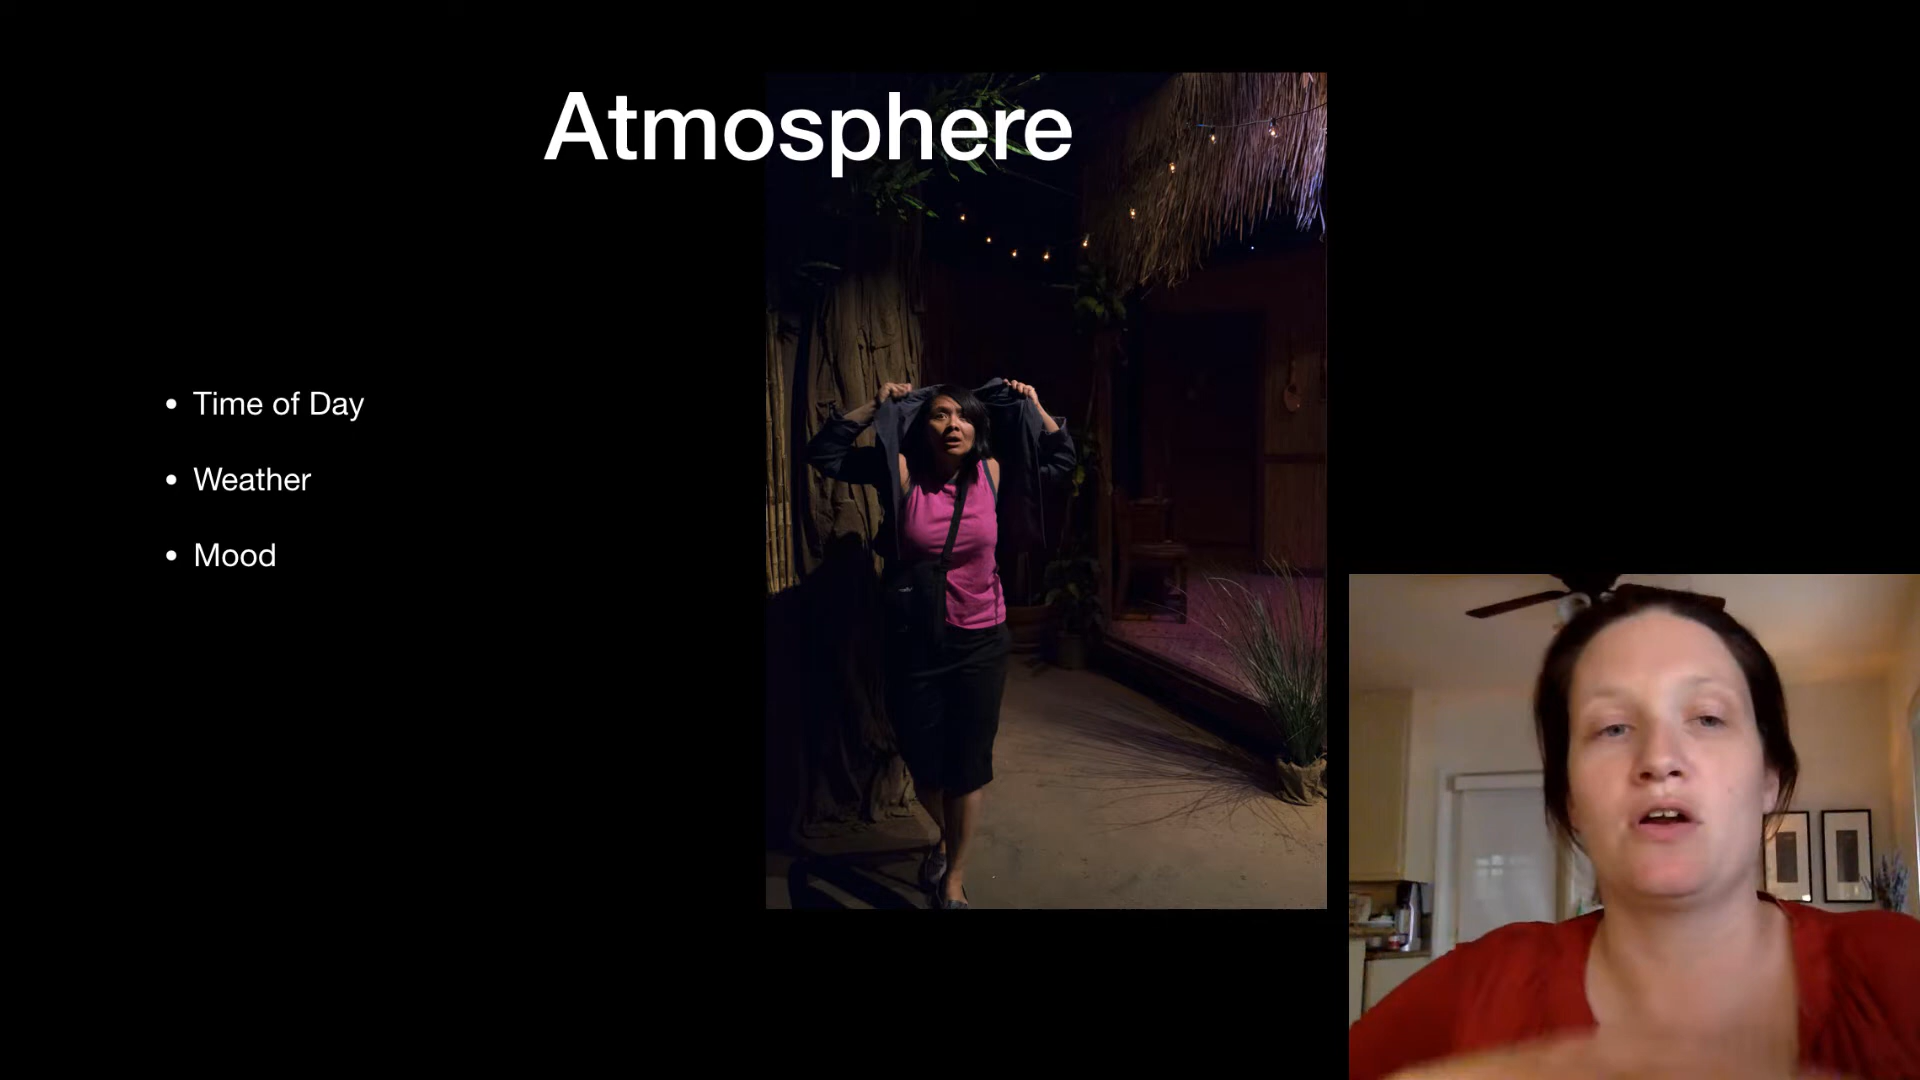 Atmosphere
• Time of Day
• Weather
• Mood